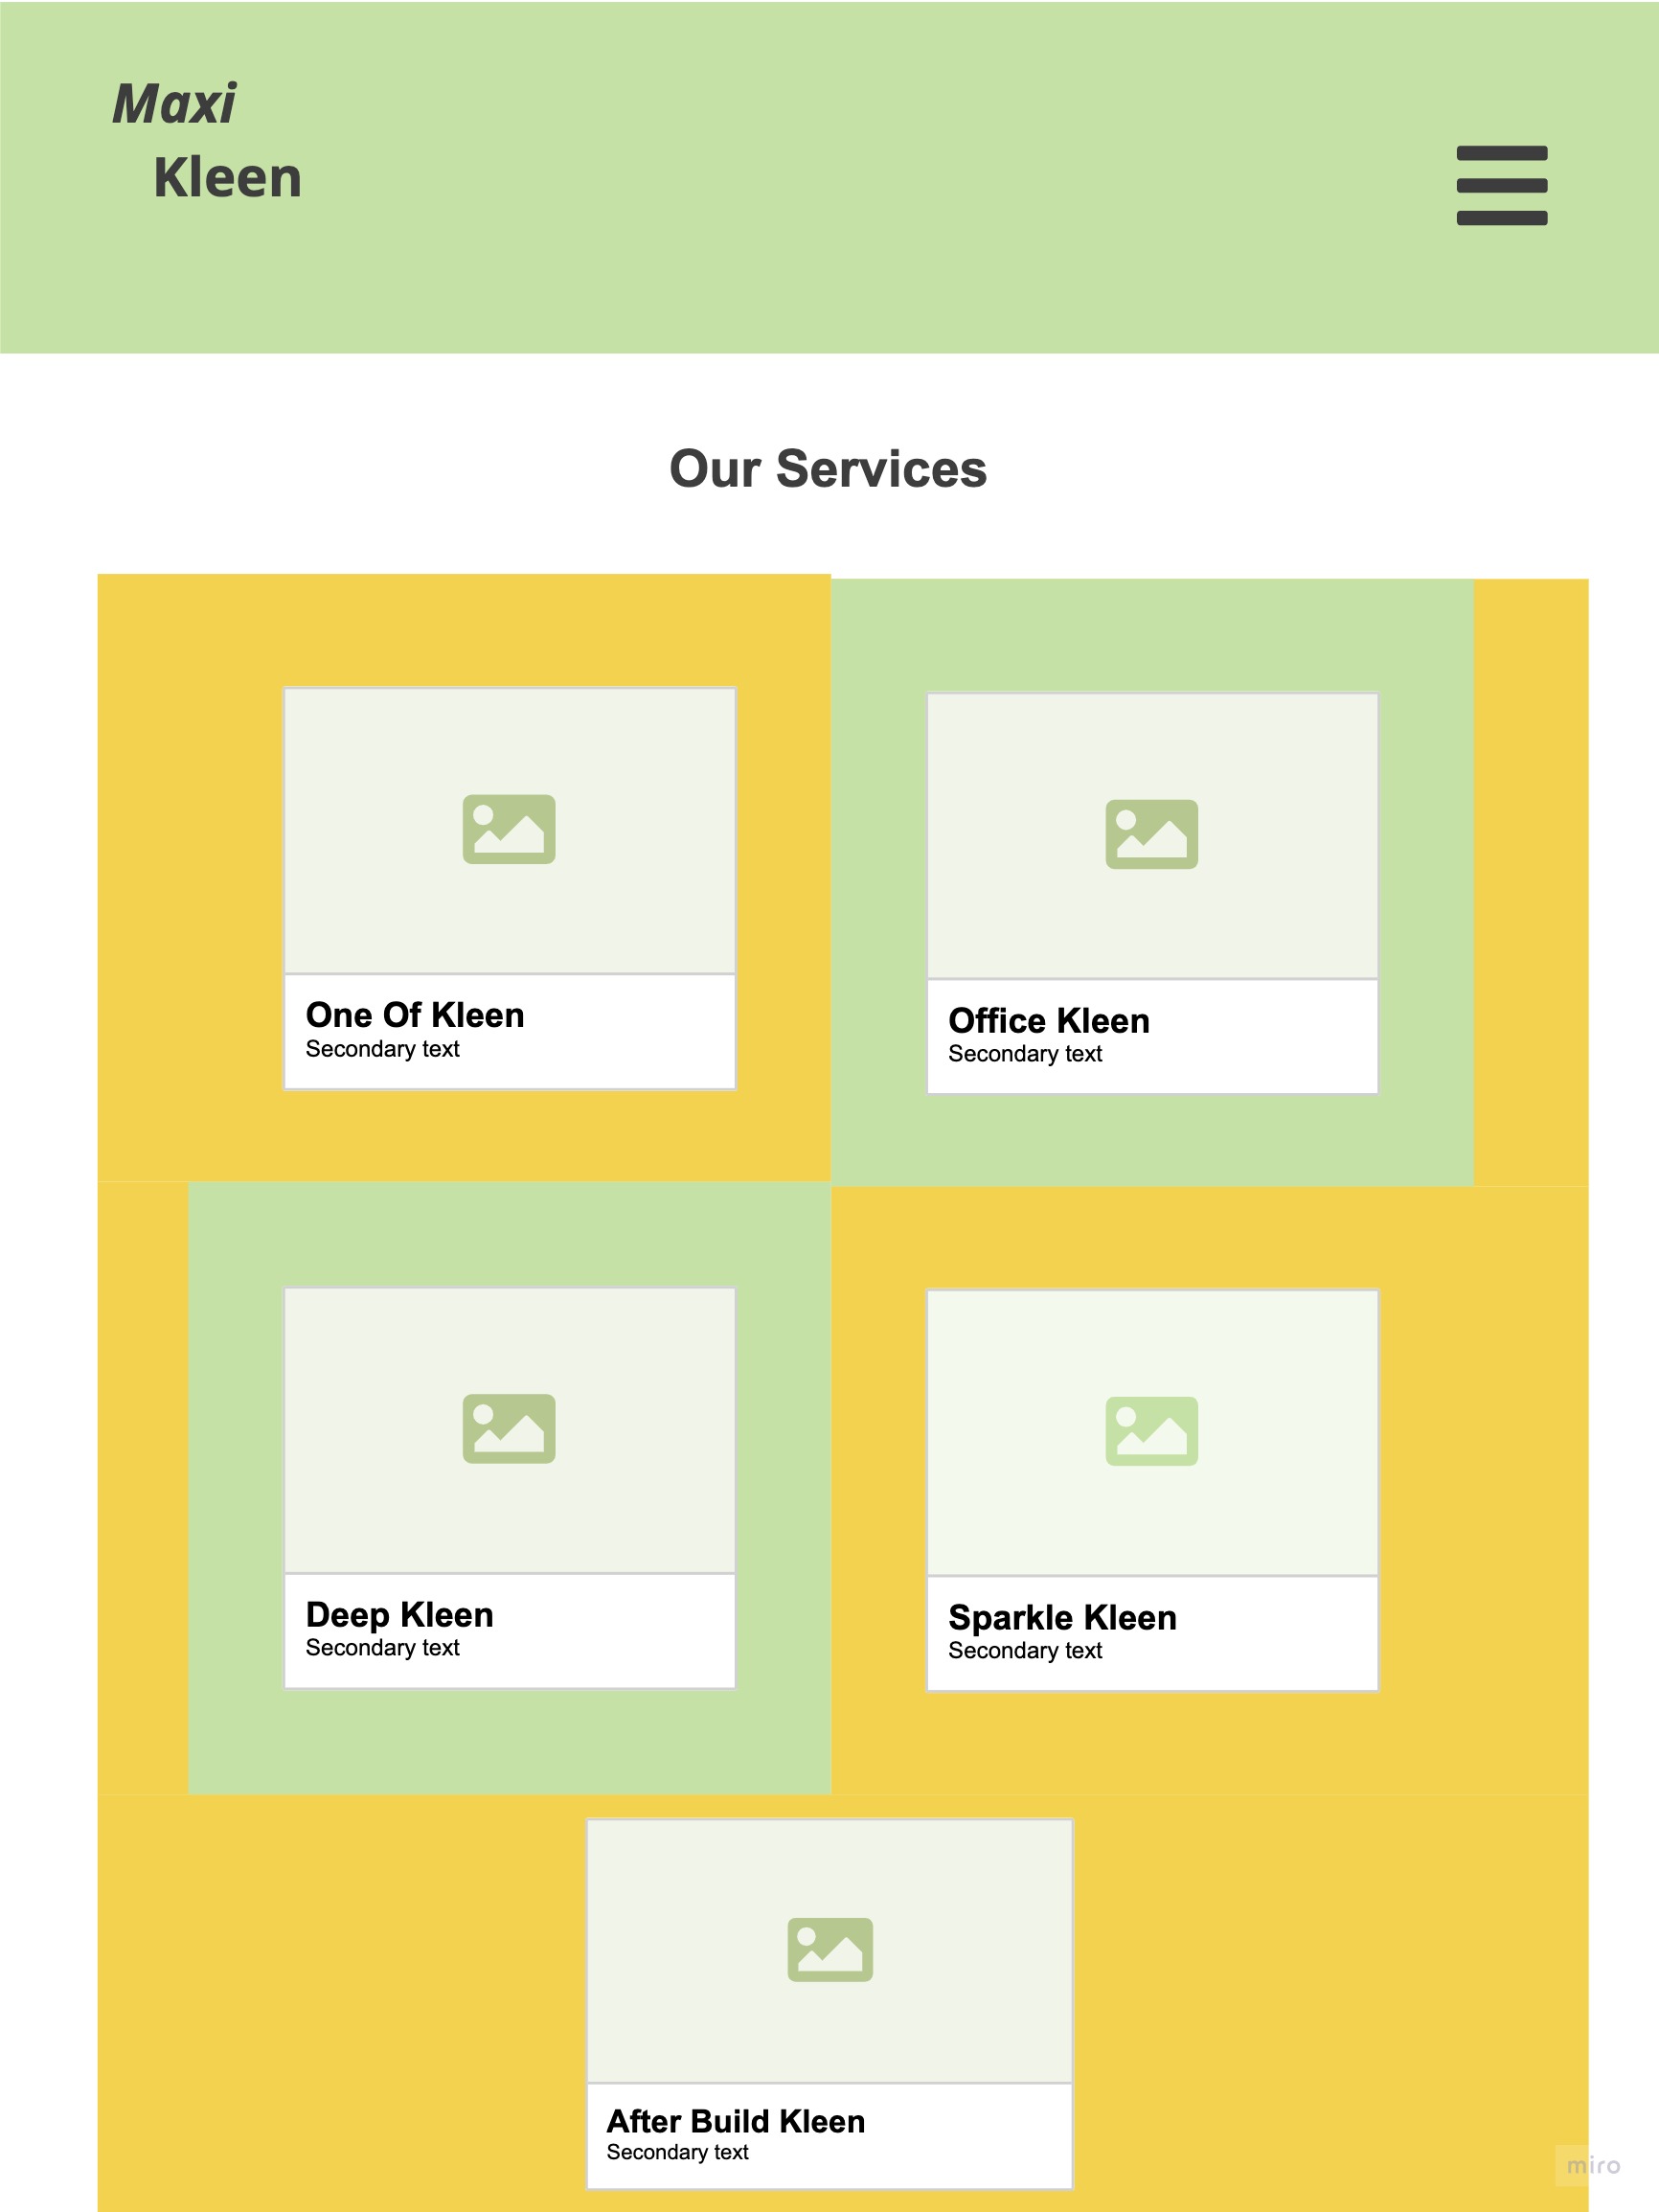 Maxi
Kleen
Our Services
One Of Kleen
Secondary text
Office Kleen
Secondary text
Deep Kleen
Secondary text
Sparkle Kleen
Secondary text
After Build Kleen
Secondary text
miro